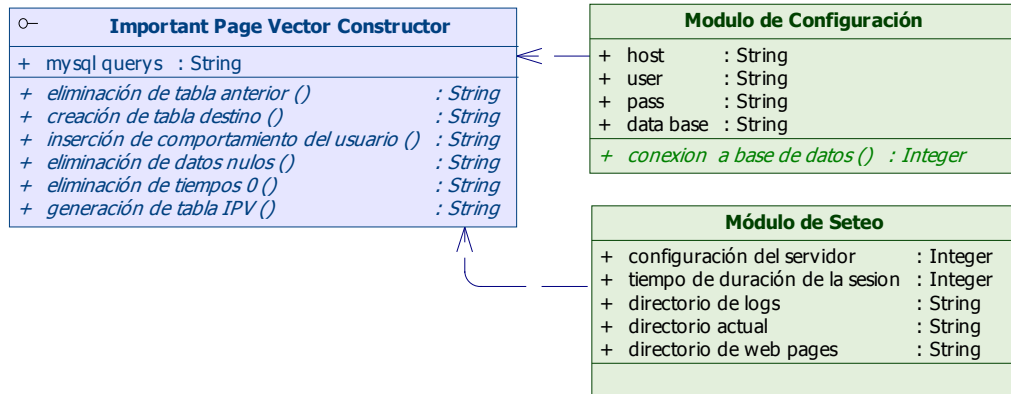 Important Page Vector Constructor
+ mysql querys : String
+ eliminación de tabla anterior () : String
+ creación de tabla destino () : String
+ inserción de comportamiento del usuario () : String
+ eliminación de datos nulos () : String
+ eliminación de tiempos 0 () : String
+ generación de tabla IPV () : String
Modulo de Configuración
+ host : String
+ user : String
+ pass : String
+ data base : String
+ conexion a base de datos () : Integer
Módulo de Seteo
+ configuración del servidor : Integer
+ tiempo de duración de la sesion : Integer
+ directorio de logs : String
+ directorio actual : String
+ directorio de web pages : String